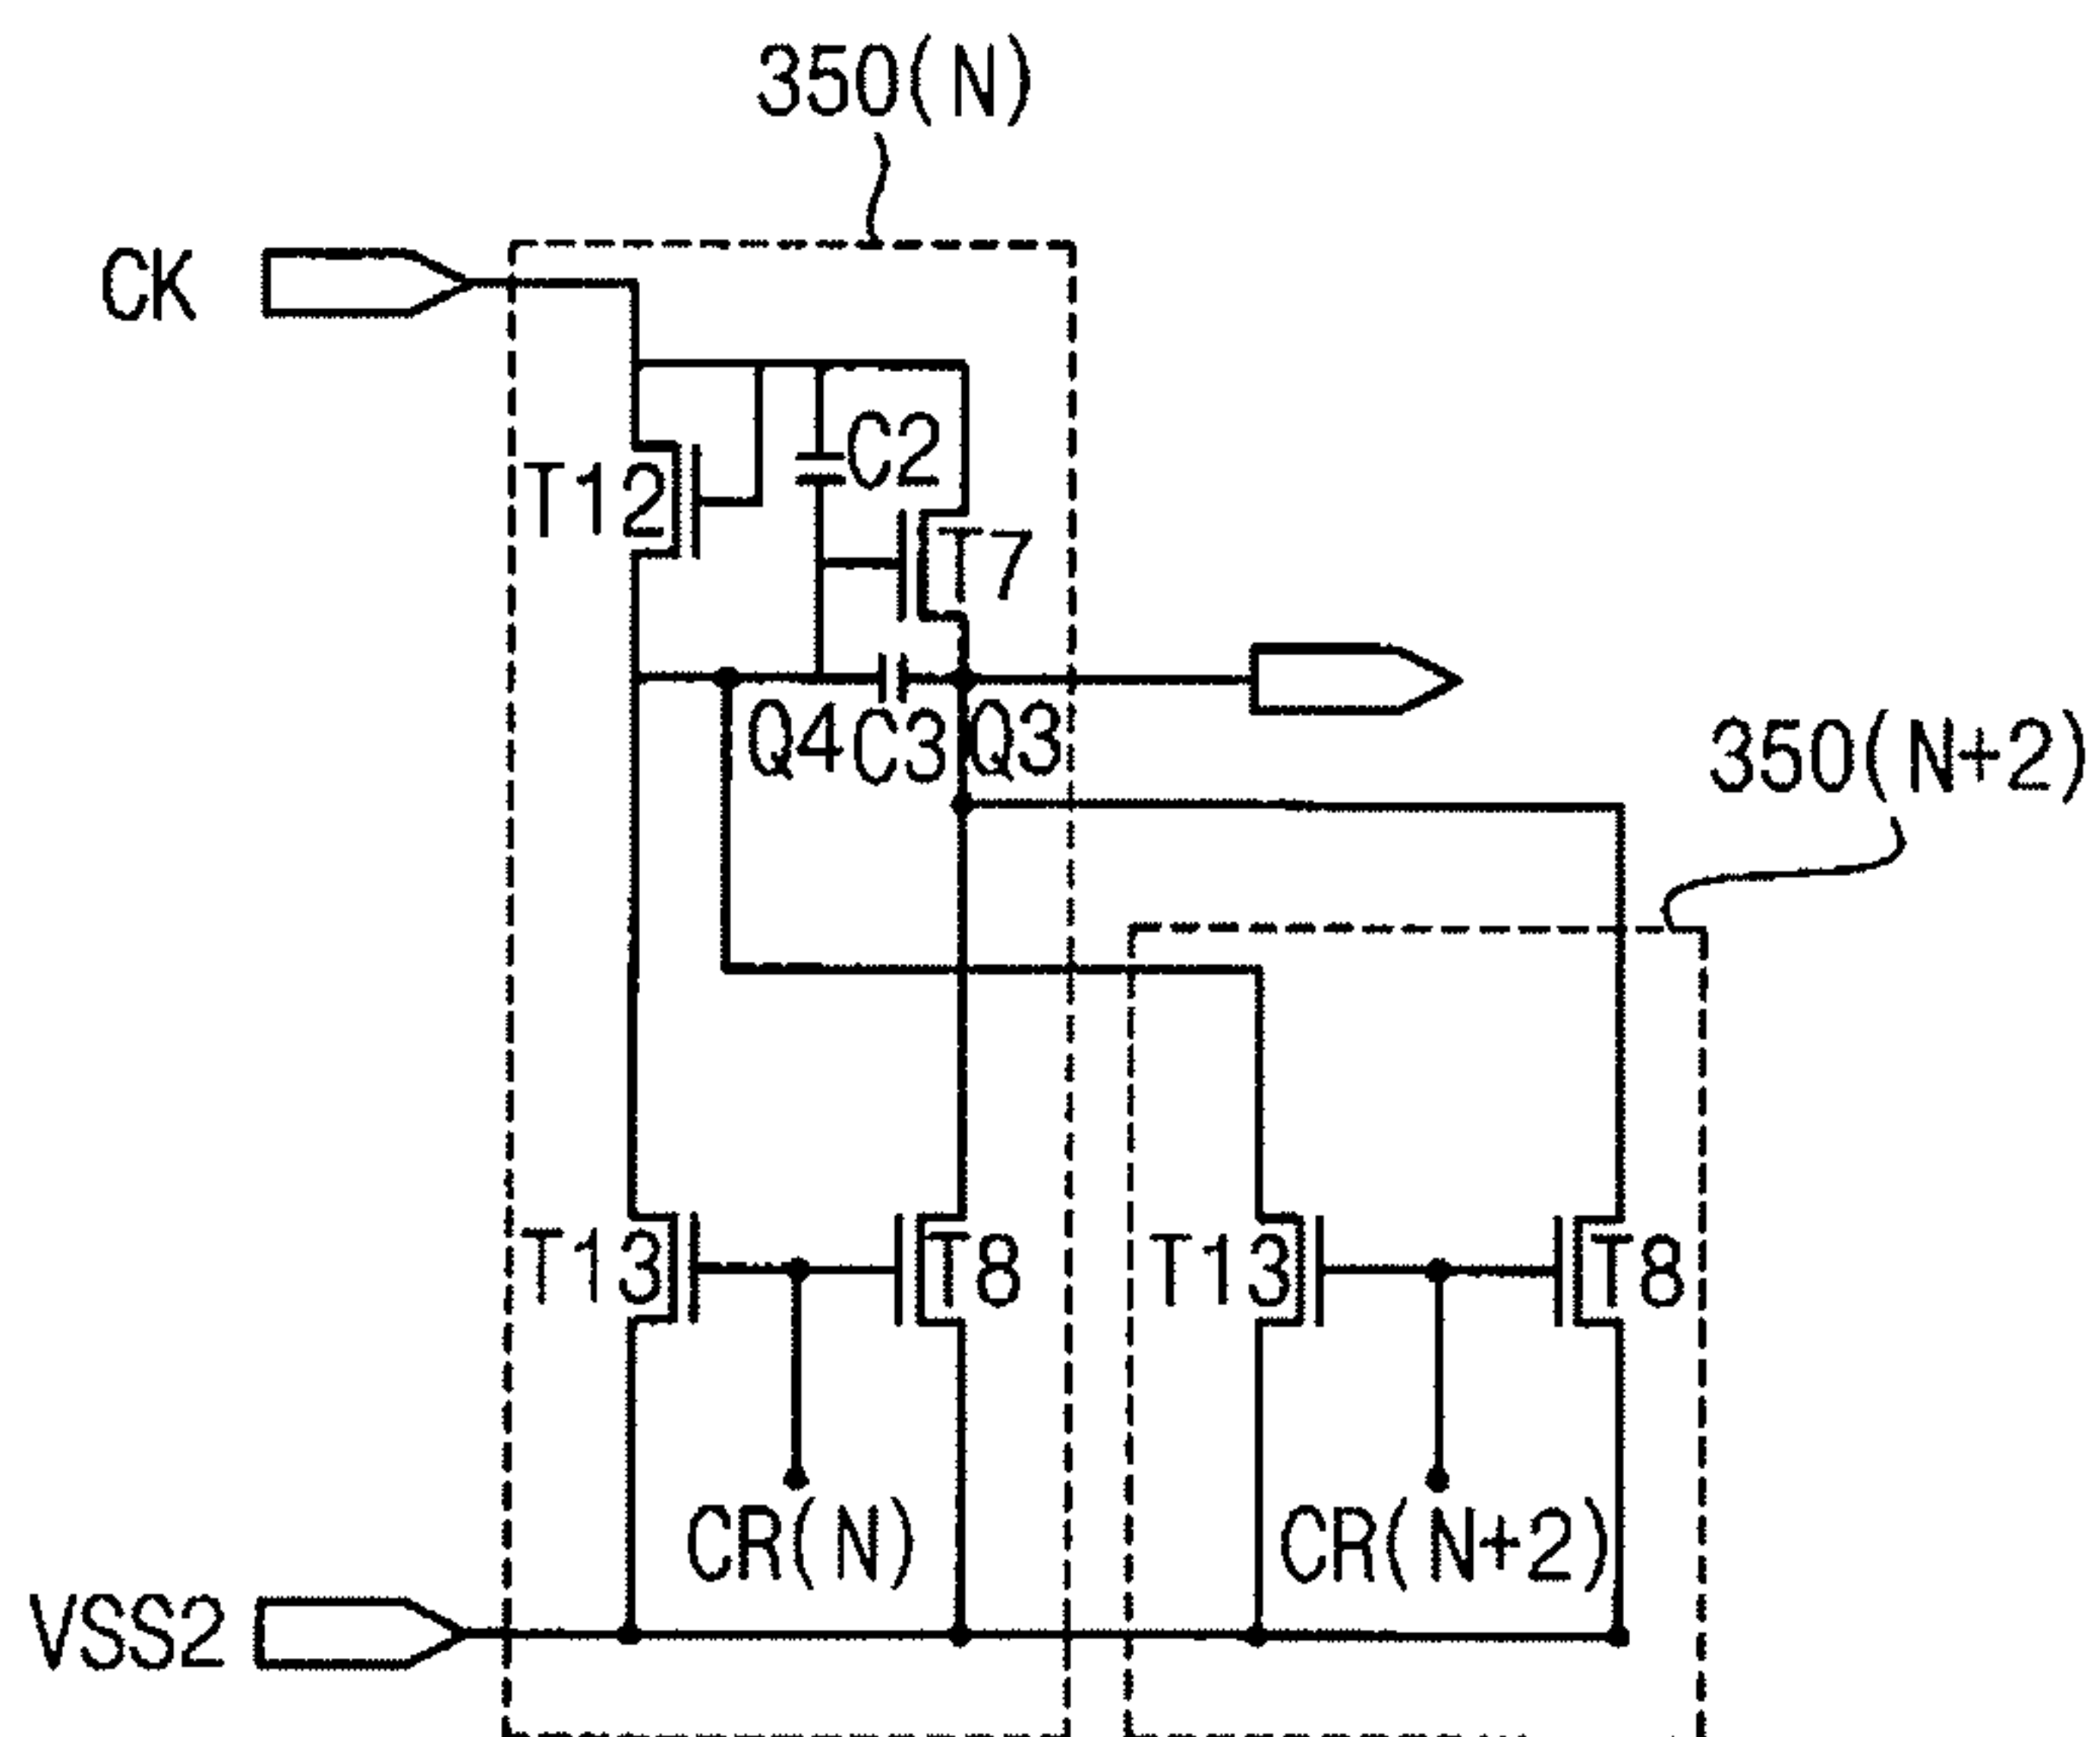 350(N)
CK
C2
T12
T7
Q4
C3
Q3
350(N+2)
T13
T8
T13
T8
CR(N)
CR(N+2)
VSS2